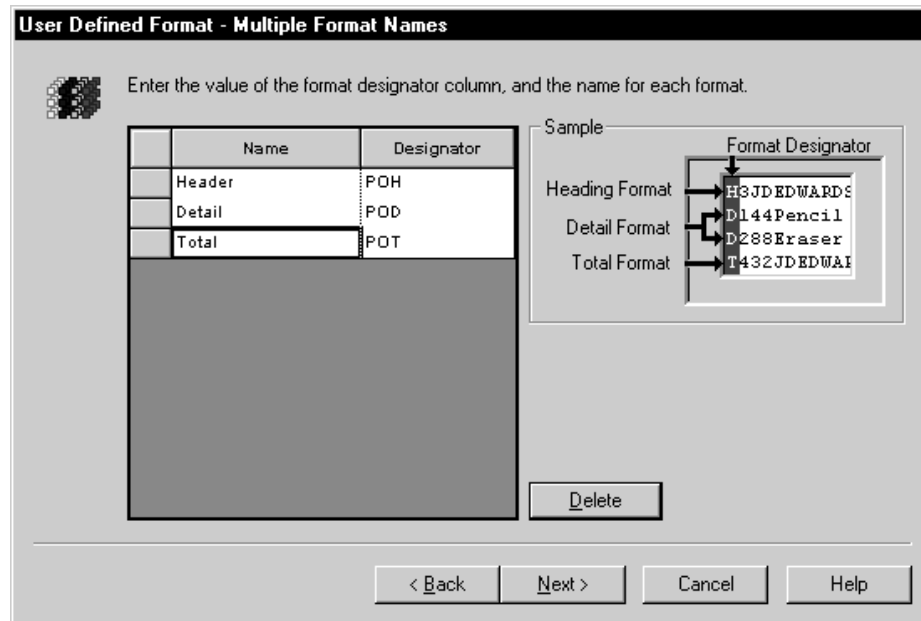 User Defined Format - Multiple Format Names
Enter the value of the format designator column, and the name for each format.
Name Designator
Header POH
Detail POD
Total POT
Sample
Format Designator
Heading Format
Detail Format
Total Format
H3JDEDWARDS
D144Pencil
D288Eraser
T432JDEDWAR
Delete
< Back Next > Cancel Help